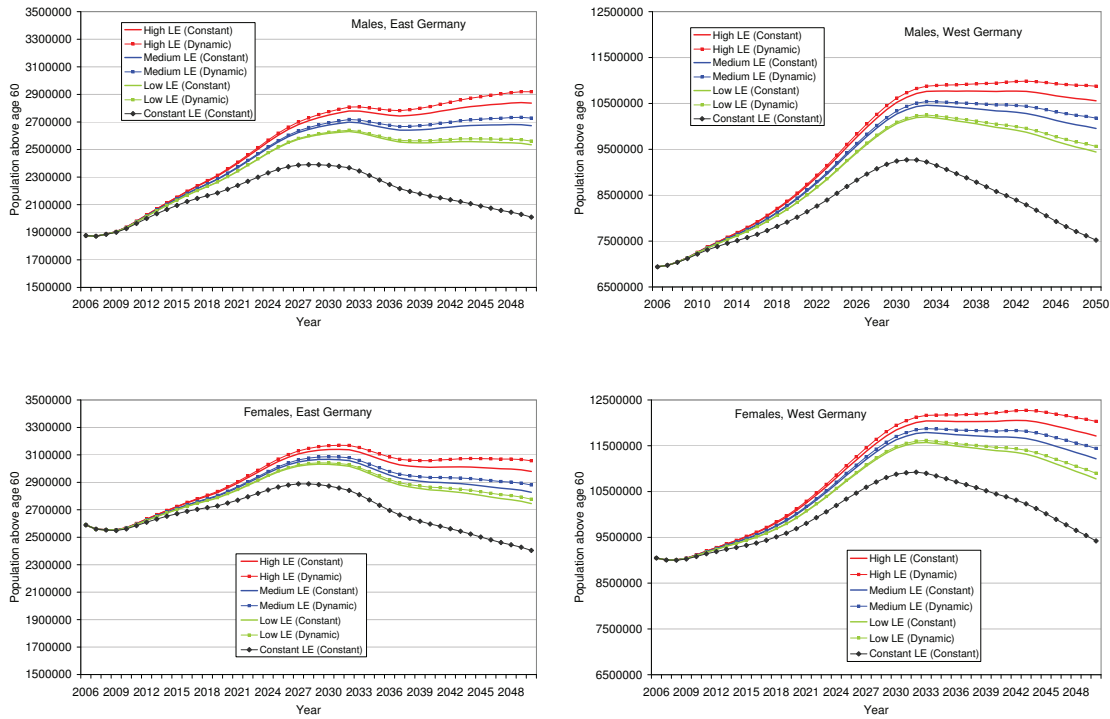 Males, East Germany
3500000
3300000
3100000
2900000
2700000
2500000
2300000
2100000
1900000
1700000
1500000
Population above age 60
High LE (Constant)
High LE (Dynamic)
Medium LE (Constant)
Medium LE (Dynamic)
Low LE (Constant)
Low LE (Dynamic)
Constant LE (Constant)
2006 2009 2012 2015 2018 2021 2024 2027 2030 2033 2036 2039 2042 2045 2048
Year
Males, West Germany
12500000
11500000
10500000
9500000
8500000
7500000
6500000
Population above age 60
High LE (Constant)
High LE (Dynamic)
Medium LE (Constant)
Medium LE (Dynamic)
Low LE (Constant)
Low LE (Dynamic)
Constant LE (Constant)
2006 2010 2014 2018 2022 2026 2030 2034 2038 2042 2046 2050
Year
Females, East Germany
3500000
3300000
3100000
2900000
2700000
2500000
2300000
2100000
1900000
1700000
1500000
Population above age 60
High LE (Constant)
High LE (Dynamic)
Medium LE (Constant)
Medium LE (Dynamic)
Low LE (Constant)
Low LE (Dynamic)
Constant LE (Constant)
2006 2009 2012 2015 2018 2021 2024 2027 2030 2033 2036 2039 2042 2045 2048
Year
Females, West Germany
12500000
11500000
10500000
9500000
8500000
7500000
6500000
Population above age 60
High LE (Constant)
High LE (Dynamic)
Medium LE (Constant)
Medium LE (Dynamic)
Low LE (Constant)
Low LE (Dynamic)
Constant LE (Constant)
2006 2009 2012 2015 2018 2021 2024 2027 2030 2033 2036 2039 2042 2045 2048
Year